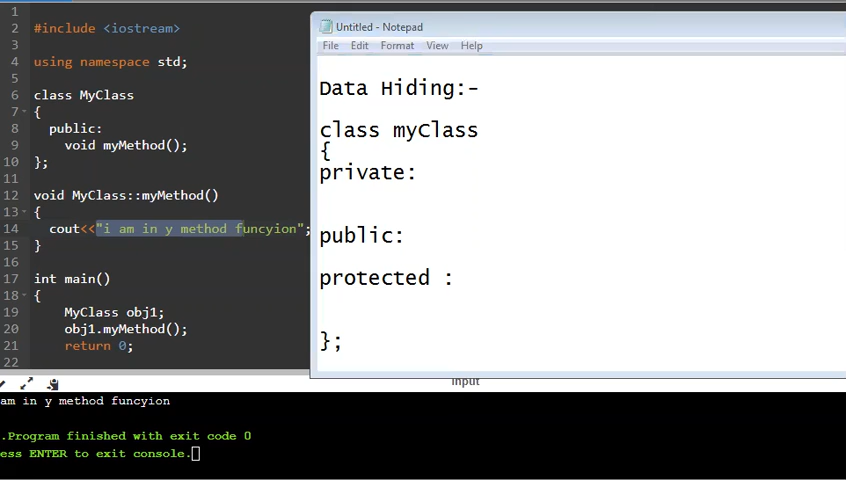 1
2 #include <iostream>
3
4 using namespace std;
5
6 class MyClass
7 {
8 public:
9 void myMethod();
10 };
11
12 void MyClass::myMethod()
13 {
14 cout<<"i am in y method funcyion";
15 }
16
17 int main()
18 {
19 MyClass obj1;
20 obj1.myMethod();
21 return 0;
22
Untitled - Notepad
File Edit Format View Help
Data Hiding:-
class myClass
{
private:
public:
protected :
};
input
am in y method funcyion
.Program finished with exit code 0
ess ENTER to exit console.